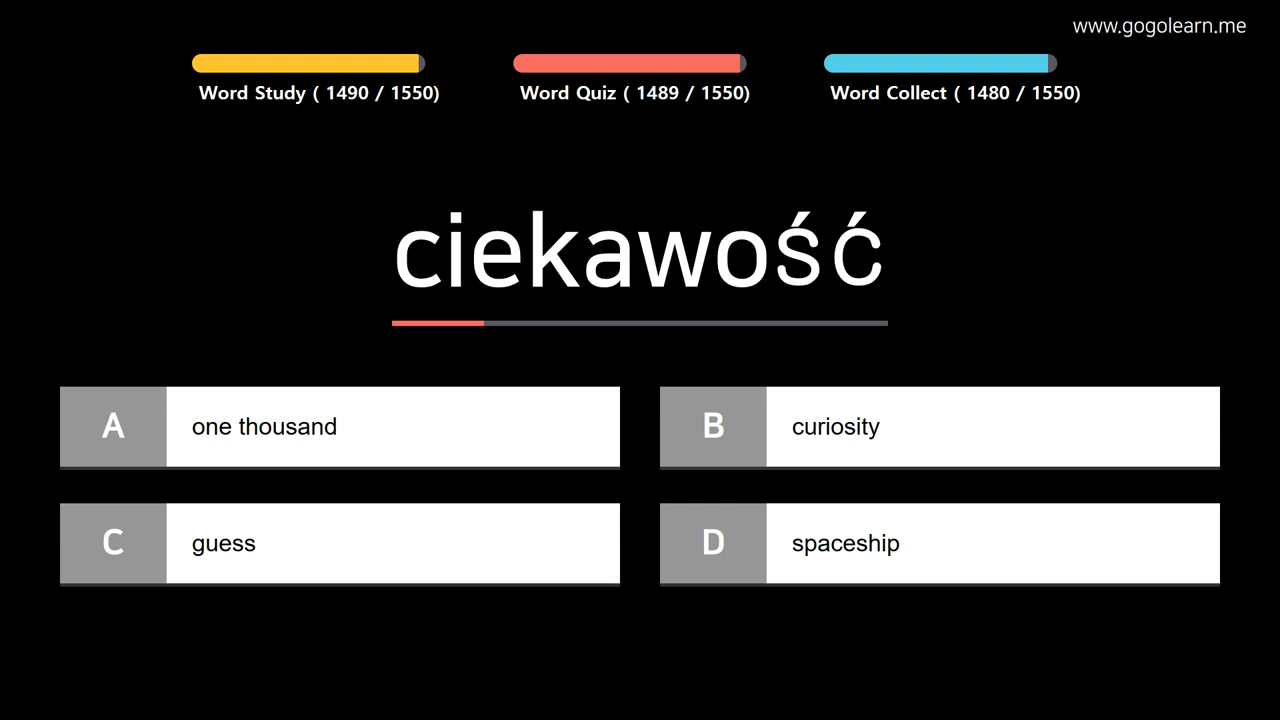 www.gogolearn.me
Word Study ( 1490 / 1550)
Word Quiz ( 1489 / 1550)
Word Collect ( 1480 / 1550)
ciekawość
A one thousand
B curiosity
C guess
D spaceship